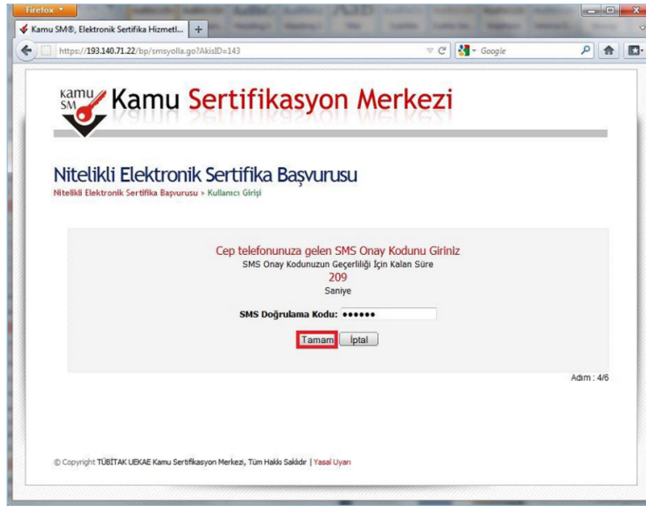 Firefox
Kamu SM®, Elektronik Sertifika Hizmetl...
https://193.140.71.22/bp/smsyolla.go?AkisID=143
Google
kamu SM Kamu Sertifikasyon Merkezi
Nitelikli Elektronik Sertifika Başvurusu
Nitelikli Elektronik Sertifika Başvurusu » Kullanıcı Girişi
Cep telefonunuza gelen SMS Onay Kodunu Giriniz
SMS Onay Kodunuzun Geçerliliği İçin Kalan Süre
209
Saniye
SMS Doğrulama Kodu: ●●●●●●
Tamam İptal
Adım : 4/6
© Copyright TÜBİTAK UEKAE Kamu Sertifikasyon Merkezi, Tüm Hakkı Saklıdır | Yasal Uyarı